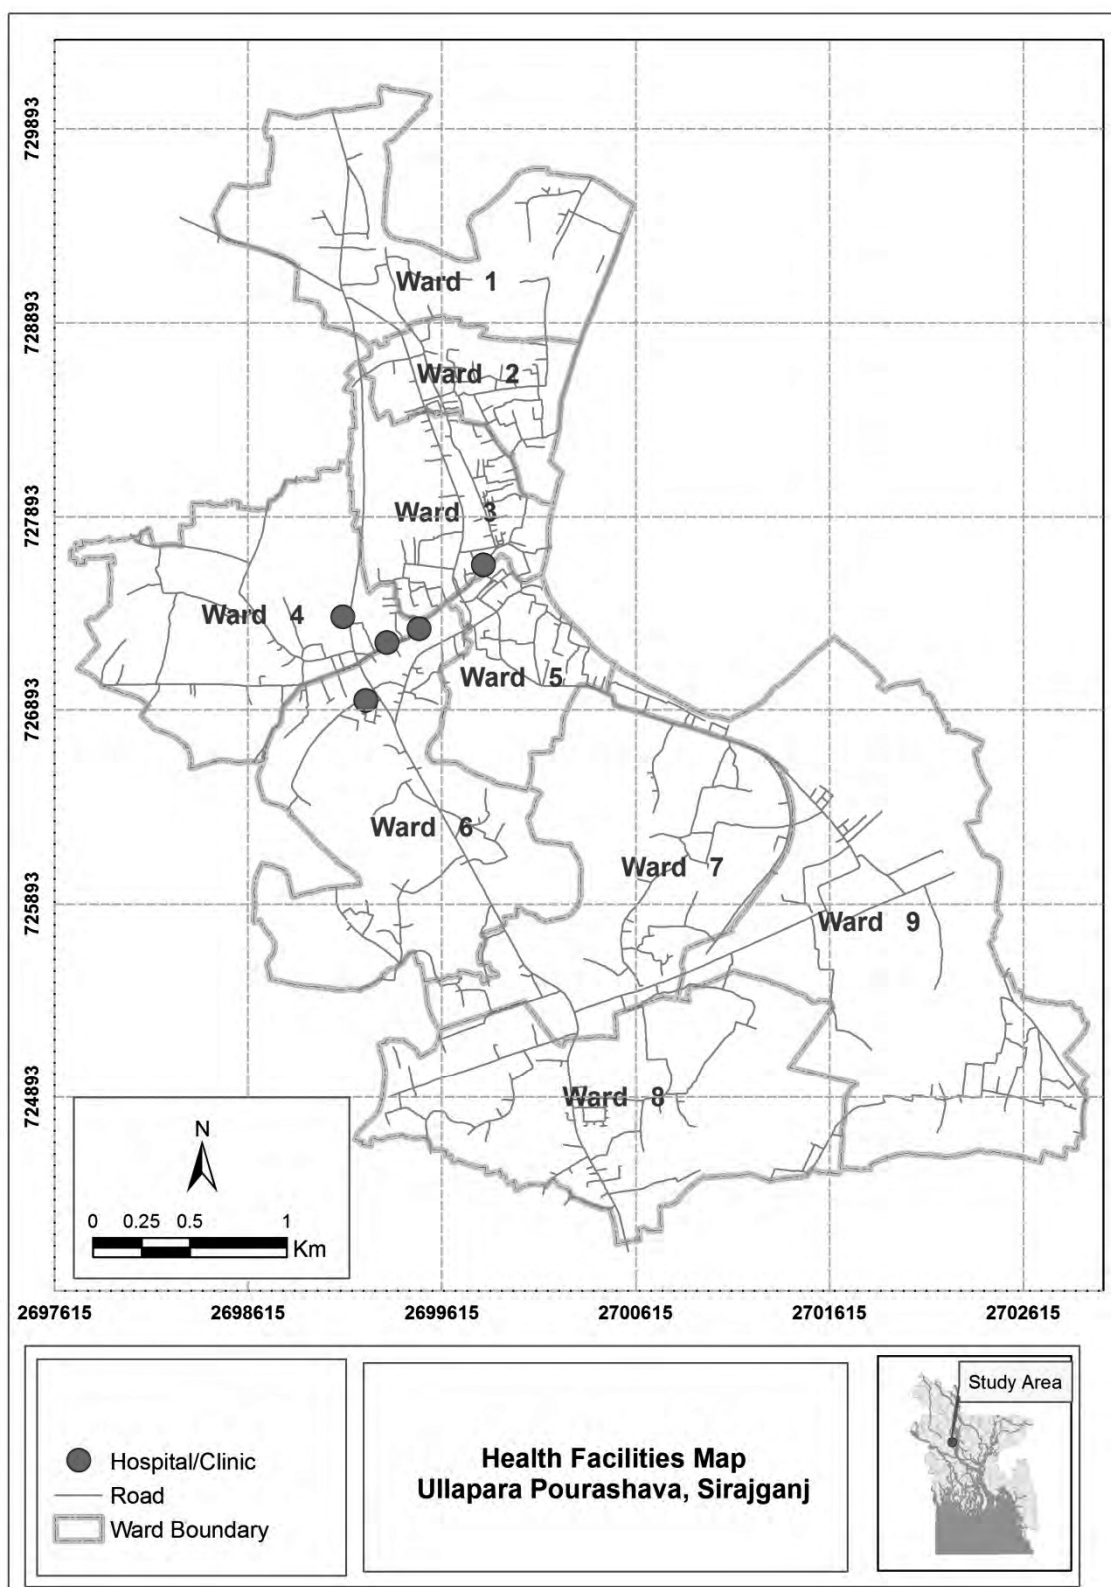 729893
728893
727893
726893
725893
724893
Ward 1
Ward 2
Ward 3
Ward 4
Ward 5
Ward 6
Ward 7
Ward 9
Ward 8
N
0 0.25 0.5 1
Km
2697615 2698615 2699615 2700615 2701615 2702615
Hospital/Clinic
Road
Ward Boundary
Health Facilities Map
Ullapara Pourashava, Sirajganj
Study Area